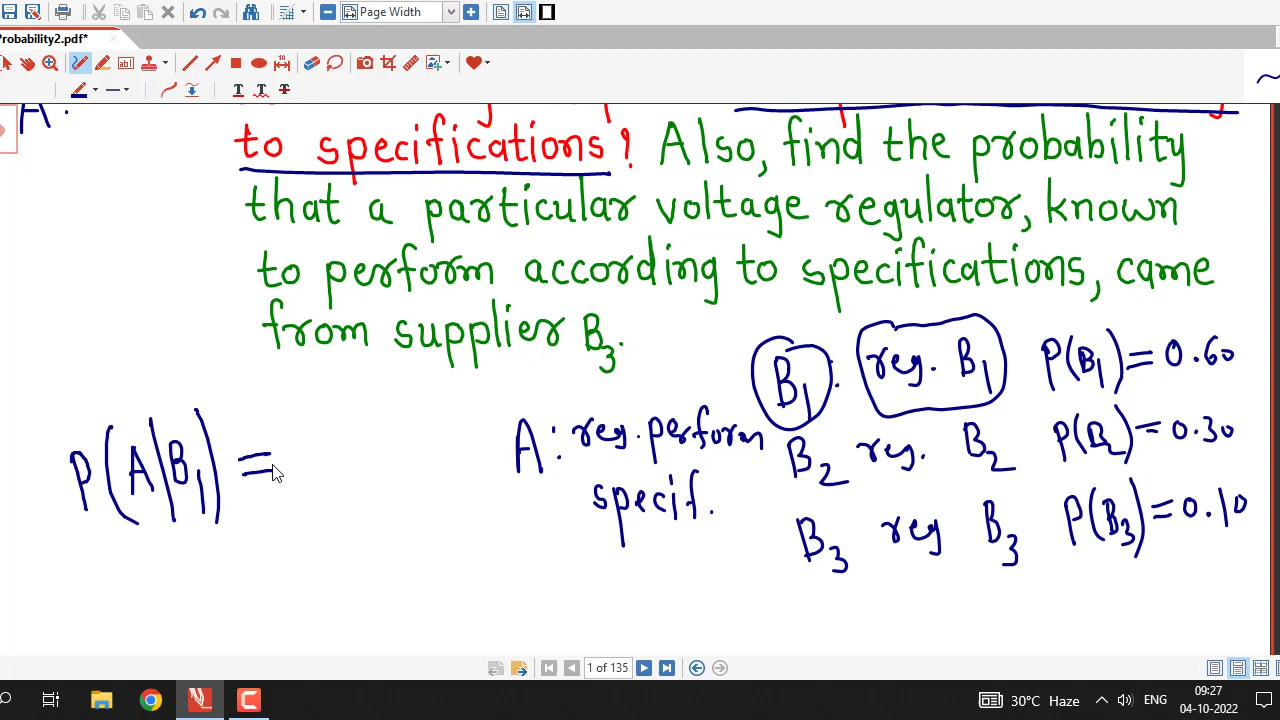 Page Width
Probability2.pdf*
A:
to specifications? Also, find the probability
that a particular voltage regulator, known
to perform according to specifications, came
from supplier B3.
B1. reg. B1 P(B1)=0.60
A: reg. perform
specif.
B2 reg. B2 P(B2)=0.30
P(A|B1) =
B3 reg B3 P(B3)=0.10
1 of 135
30°C Haze
ENG
09:27
04-10-2022